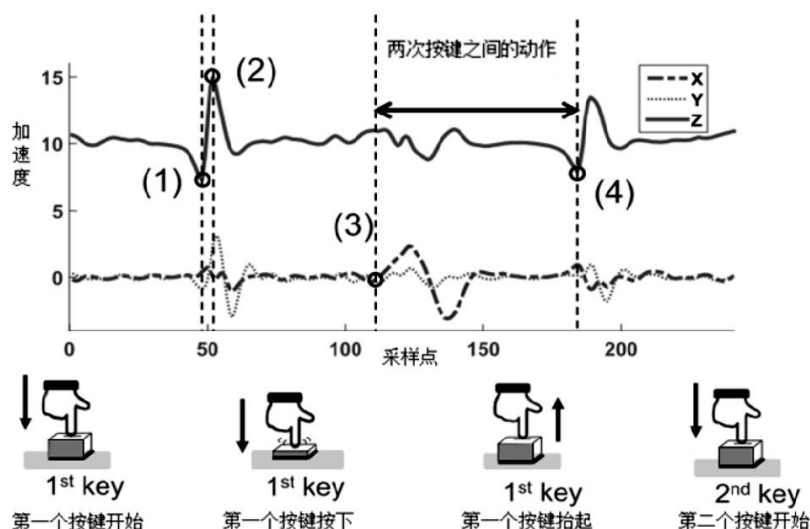 两次按键之间的动作
X
Y
Z
加速度
15
10
5
0
(1)
(2)
(3)
(4)
0
50
100
150
200
采样点
1st key
1st key
1st key
2nd key
第一个按键开始
第一个按键按下
第一个按键抬起
第二个按键开始